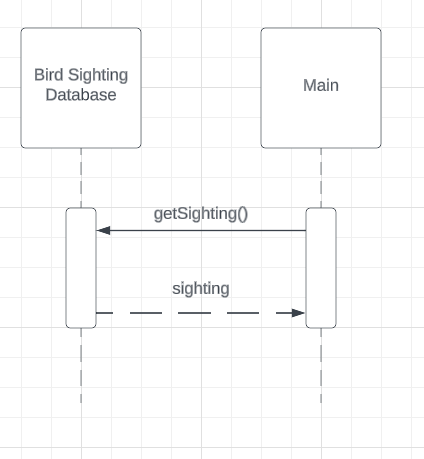 Bird Sighting
Database
Main
getSighting()
sighting